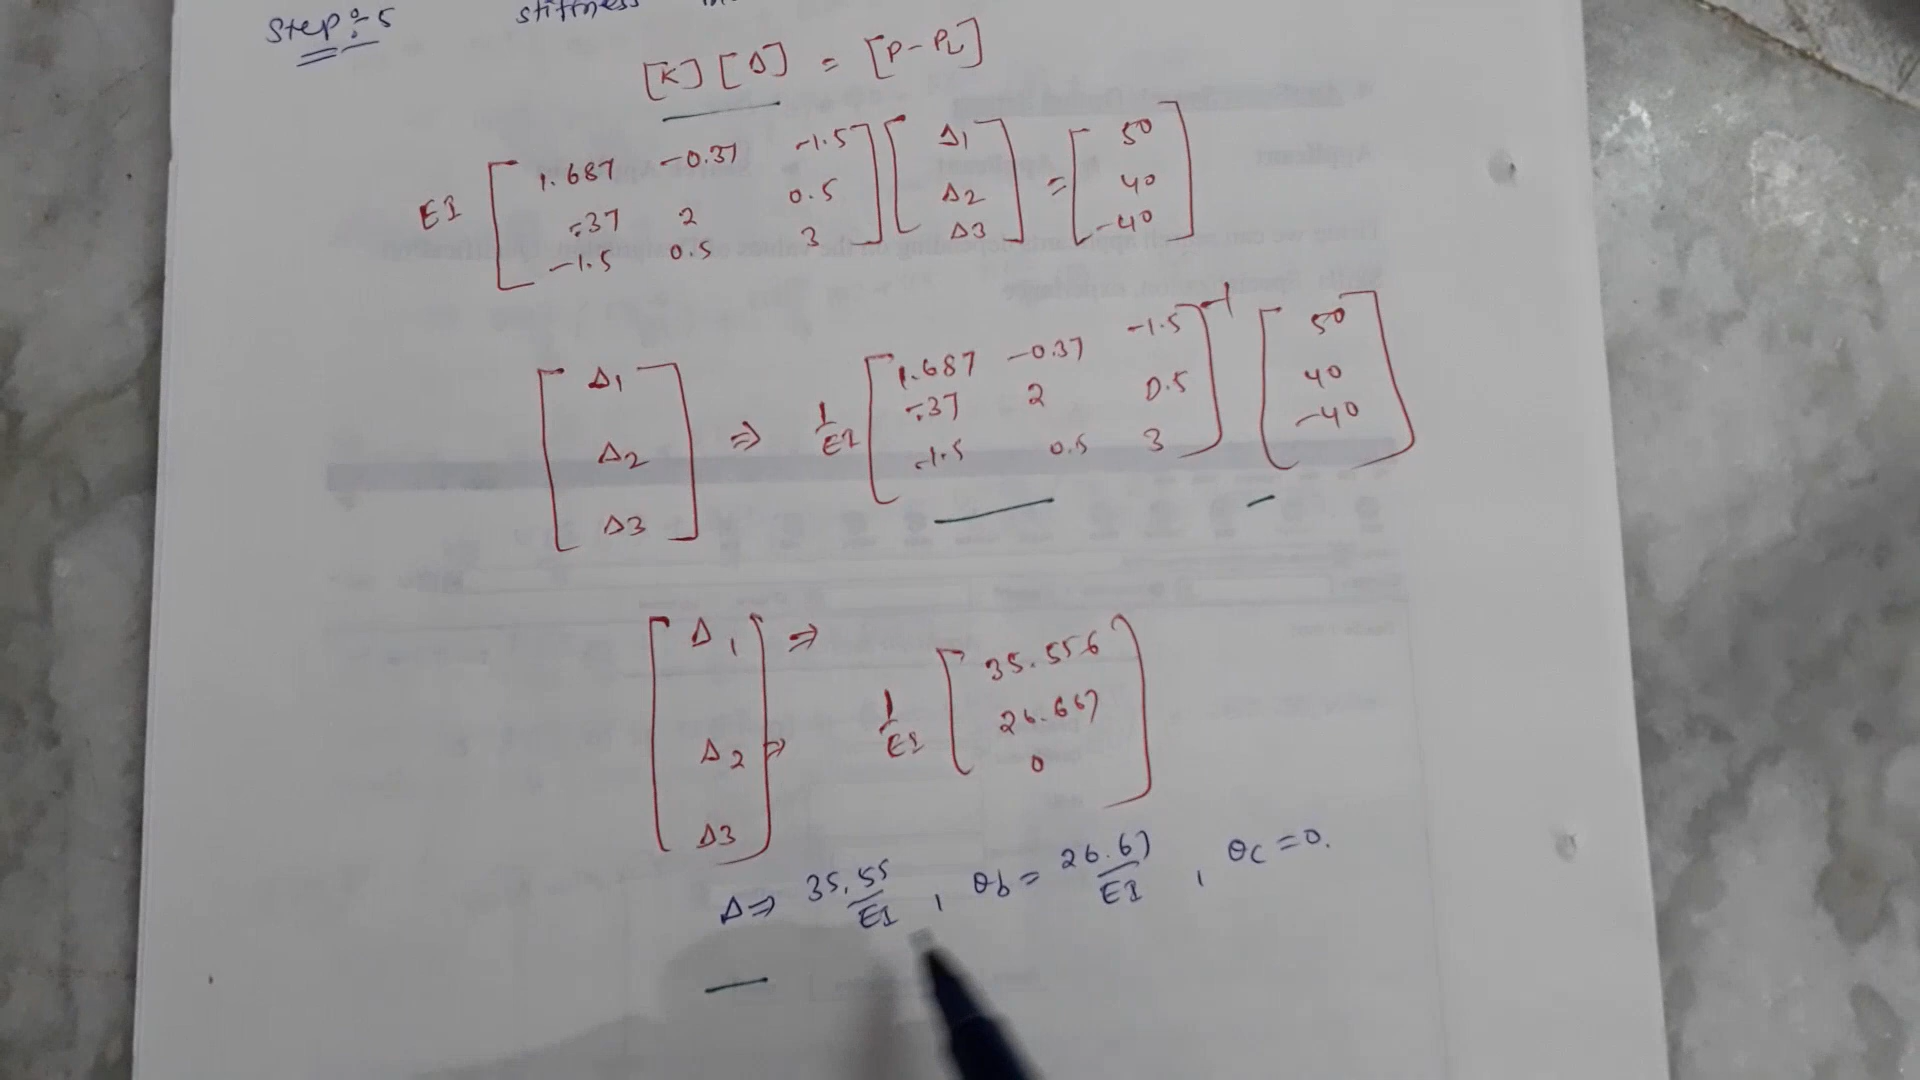 Step:-5 stiffness
[K] [Δ] = [P-PL]
EI [1.687 -0.37 -1.5] [Δ1] = [50]
[-.37 2 0.5] [Δ2] [40]
[-1.5 0.5 3] [Δ3] [-40]
[Δ1] [1.687 -0.37 -1.5]⁻¹ [50]
[Δ2] ⇒ 1/EI [-.37 2 0.5] [40]
[Δ3] [-1.5 0.5 3] [-40]
[Δ1] ⇒ [35.556]
[Δ2] ⇒ 1/EI [26.667]
[Δ3] [0]
Δ ⇒ 35.55/EI , θb = 26.67/EI , θc = 0.